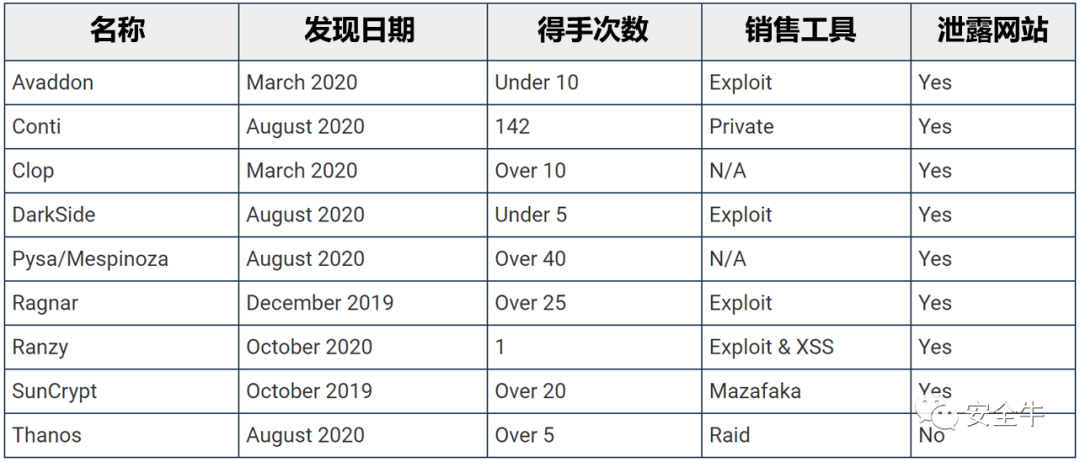 名称 发现日期 得手次数 销售工具 泄露网站
Avaddon March 2020 Under 10 Exploit Yes
Conti August 2020 142 Private Yes
Clop March 2020 Over 10 N/A Yes
DarkSide August 2020 Under 5 Exploit Yes
Pysa/Mespinoza August 2020 Over 40 N/A Yes
Ragnar December 2019 Over 25 Exploit Yes
Ranzy October 2020 1 Exploit & XSS Yes
SunCrypt October 2019 Over 20 Mazafaka Yes
安全牛
Thanos August 2020 Over 5 Raid No